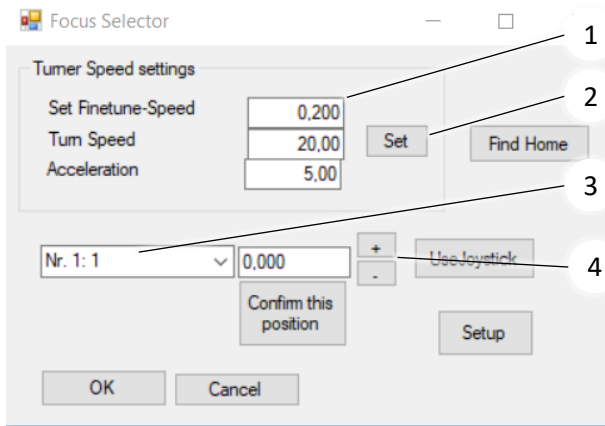 Focus Selector
1
Turner Speed settings
Set Finetune-Speed 0,200
2
Turn Speed 20,00 Set Find Home
Acceleration 5,00
3
Nr. 1: 1 0,000 + UseJoystick
- 4
Confirm this
position
Setup
OK Cancel